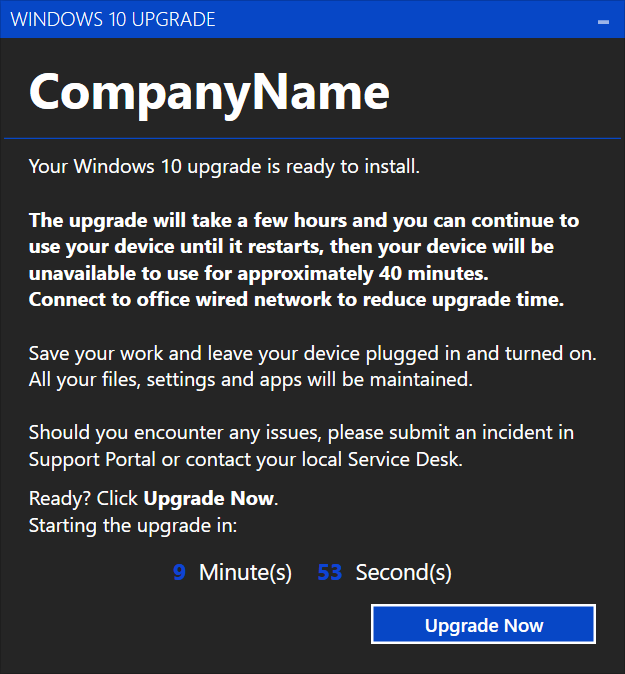 WINDOWS 10 UPGRADE
CompanyName
Your Windows 10 upgrade is ready to install.
The upgrade will take a few hours and you can continue to
use your device until it restarts, then your device will be
unavailable to use for approximately 40 minutes.
Connect to office wired network to reduce upgrade time.
Save your work and leave your device plugged in and turned on.
All your files, settings and apps will be maintained.
Should you encounter any issues, please submit an incident in
Support Portal or contact your local Service Desk.
Ready? Click Upgrade Now.
Starting the upgrade in:
9 Minute(s) 53 Second(s)
Upgrade Now